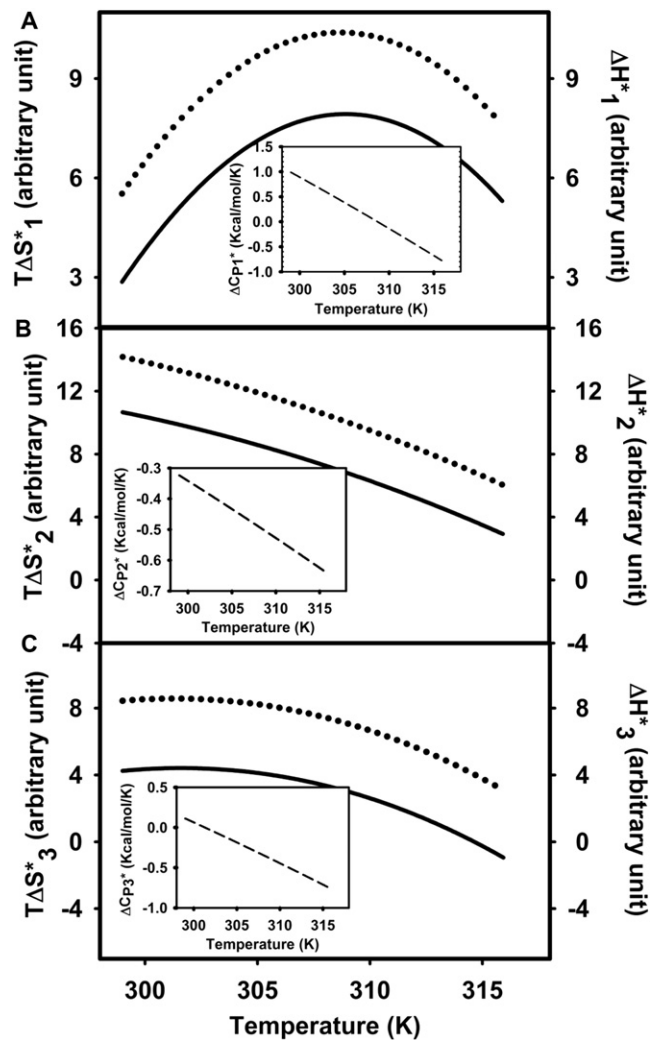 A
TΔS*1 (arbitrary unit)
ΔH*1 (arbitrary unit)
9
6
3
9
6
3
ΔCP1* (Kcal/mol/K)
1.5
1.0
0.5
0.0
-0.5
-1.0
300 305 310 315
Temperature (K)
B
TΔS*2 (arbitrary unit)
ΔH*2 (arbitrary unit)
16
12
8
4
0
-4
16
12
8
4
0
-4
ΔCP2* (Kcal/mol/K)
-0.3
-0.4
-0.5
-0.6
-0.7
300 305 310 315
Temperature (K)
C
TΔS*3 (arbitrary unit)
ΔH*3 (arbitrary unit)
8
4
0
-4
8
4
0
-4
ΔCP3* (Kcal/mol/K)
0.5
0.0
-0.5
-1.0
300 305 310 315
Temperature (K)
300 305 310 315
Temperature (K)